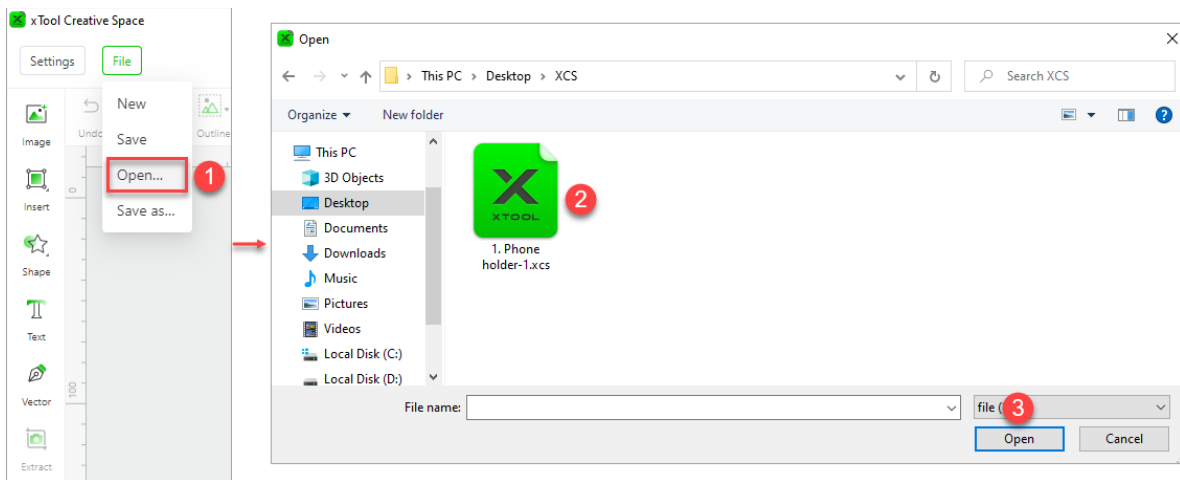 xTool Creative Space
Settings
File
New
Save
Open...
Save as...
1
Undo
Outline
Image
Insert
Shape
Text
Vector
Extract
0
100
Open
This PC > Desktop > XCS
Search XCS
Organize
New folder
?
This PC
3D Objects
Desktop
Documents
Downloads
Music
Pictures
Videos
Local Disk (C:)
Local Disk (D:)
XTOOL
2
1. Phone
holder-1.xcs
File name:
file (
3
Open
Cancel